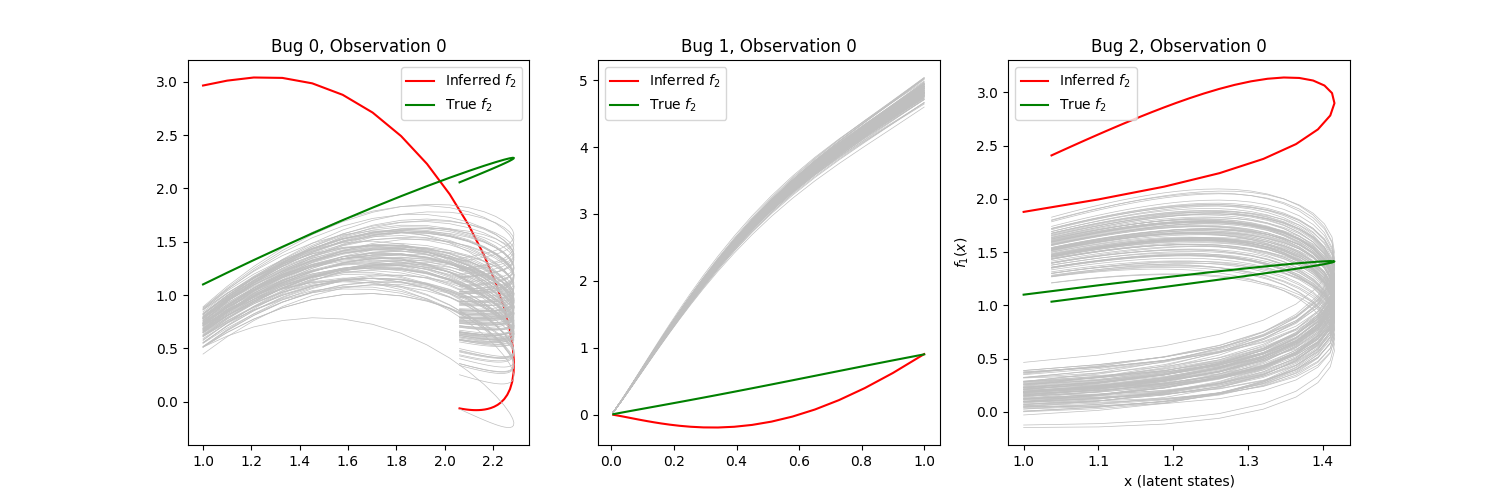 Bug 0, Observation 0
Inferred f₂
True f₂
3.0
2.5
2.0
1.5
1.0
0.5
0.0
1.0 1.2 1.4 1.6 1.8 2.0 2.2
Bug 1, Observation 0
Inferred f₂
True f₂
5
4
3
2
1
0
0.0 0.2 0.4 0.6 0.8 1.0
Bug 2, Observation 0
Inferred f₂
True f₂
f₁(x)
3.0
2.5
2.0
1.5
1.0
0.5
0.0
1.0 1.1 1.2 1.3 1.4
x (latent states)